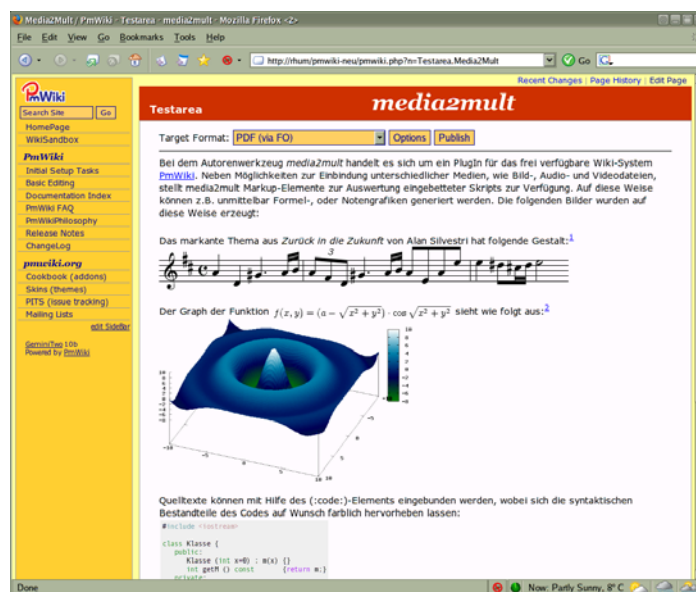 Media2Mult / PmWiki - Testarea - media2mult - Mozilla Firefox <2>
File Edit View Go Bookmarks Tools Help
http://rhum/pmwiki-neu/pmwiki.php?n=Testarea.Media2Mult Go
Recent Changes | Page History | Edit Page
PmWiki
Search Site Go
HomePage
WikiSandbox
PmWiki
Initial Setup Tasks
Basic Editing
Documentation Index
PmWiki FAQ
PmWikiPhilosophy
Release Notes
ChangeLog
pmwiki.org
Cookbook (addons)
Skins (themes)
PITS (issue tracking)
Mailing Lists
edit SideBar
GeminiTwo 10b
Powered by PmWiki
Testarea media2mult
Target Format: PDF (via FO) Options Publish
Bei dem Autorenwerkzeug media2mult handelt es sich um ein PlugIn für das frei verfügbare Wiki-System
PmWiki. Neben Möglichkeiten zur Einbindung unterschiedlicher Medien, wie Bild-, Audio- und Videodateien,
stellt media2mult Markup-Elemente zur Auswertung eingebetteter Skripts zur Verfügung. Auf diese Weise
können z.B. unmittelbar Formel-, oder Notengrafiken generiert werden. Die folgenden Bilder wurden auf
diese Weise erzeugt:
Das markante Thema aus Zurück in die Zukunft von Alan Silvestri hat folgende Gestalt:1
3
Der Graph der Funktion f(x, y) = (a − √x² + y²) · cos √x² + y² sieht wie folgt aus:2
Quelltexte können mit Hilfe des (:code:)-Elements eingebunden werden, wobei sich die syntaktischen
Bestandteile des Codes auf Wunsch farblich hervorheben lassen:
#include <iostream>
class Klasse {
public:
Klasse (int x=0) : m(x) {}
int getM () const {return m;}
private:
Done Now: Partly Sunny, 8° C